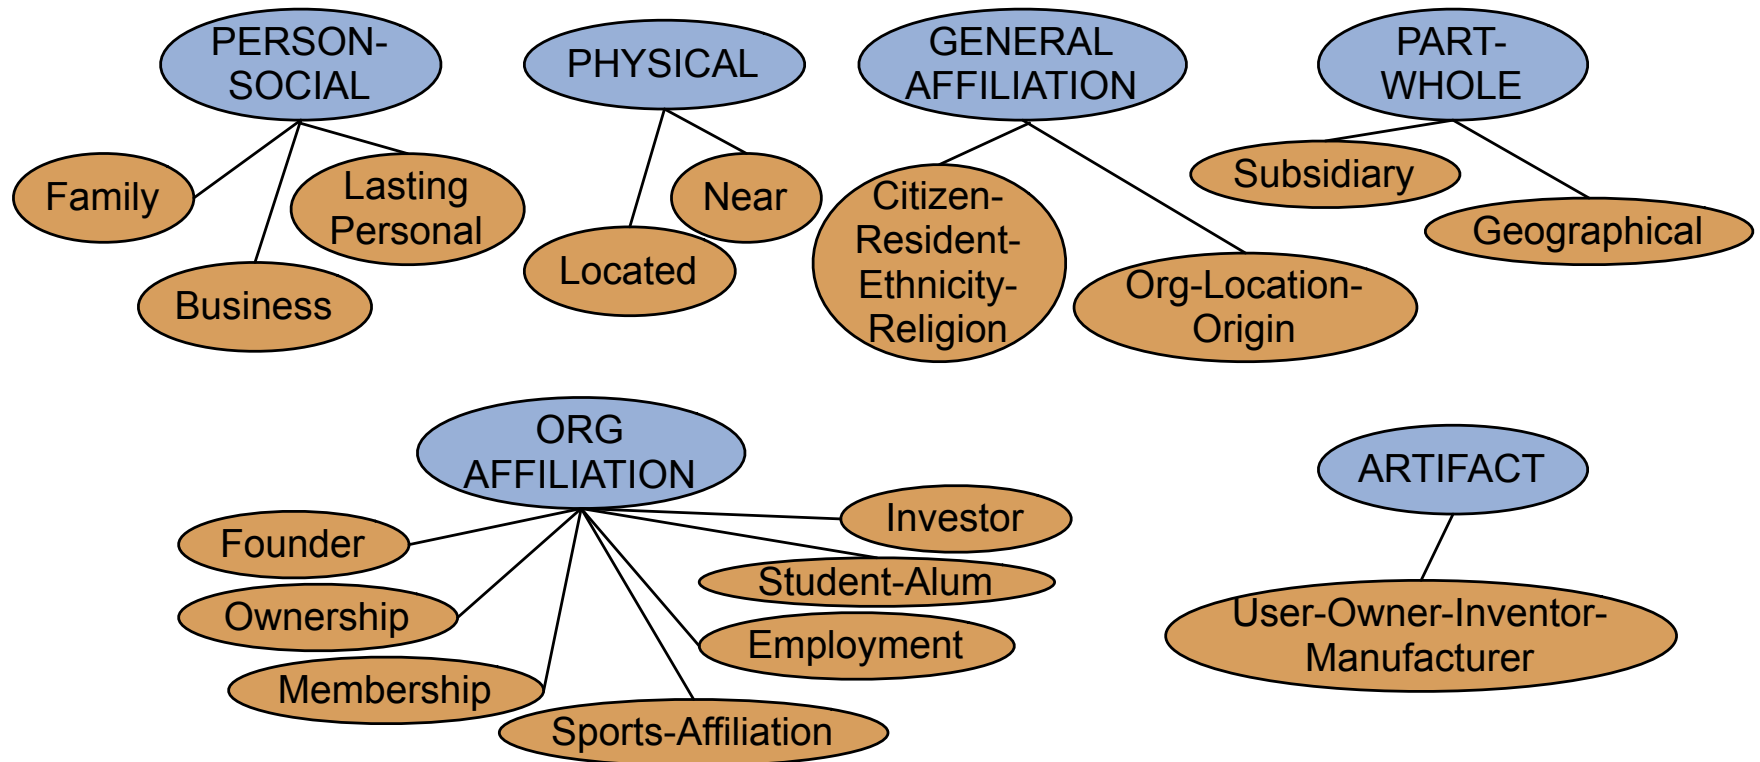 PERSON-
SOCIAL
PHYSICAL
GENERAL
AFFILIATION
PART-
WHOLE
Family
Lasting
Personal
Business
Near
Located
Citizen-
Resident-
Ethnicity-
Religion
Org-Location-
Origin
Subsidiary
Geographical
ORG
AFFILIATION
Founder
Ownership
Membership
Sports-Affiliation
Employment
Student-Alum
Investor
ARTIFACT
User-Owner-Inventor-
Manufacturer